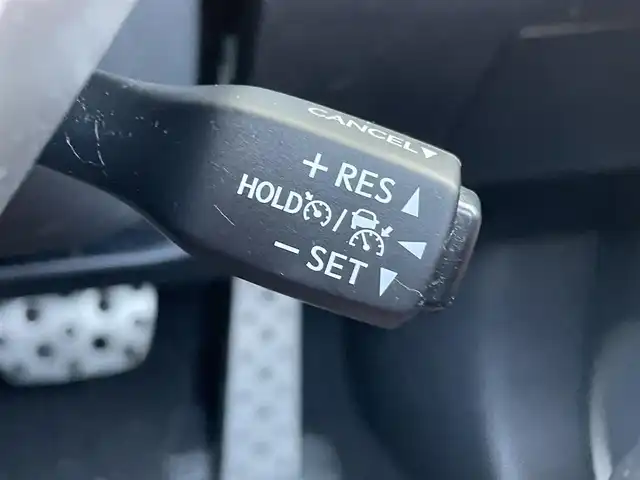 CANCEL▼
+ RES ▲
HOLD / ◀
− SET ▼